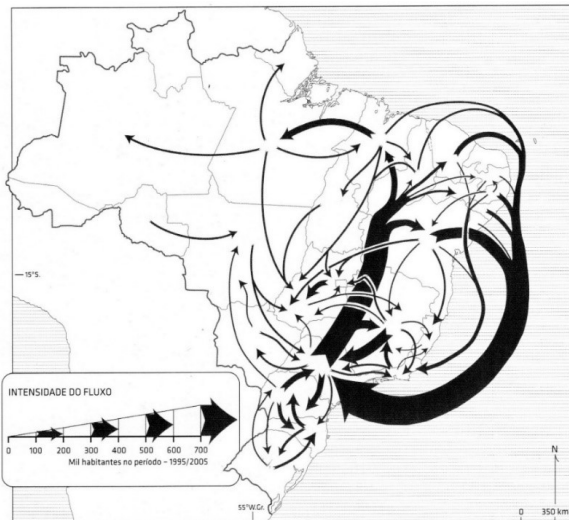 15°S.
INTENSIDADE DO FLUXO
0 100 200 300 400 500 600 700
Mil habitantes no período – 1995/2005
55°W.Gr.
N
0 350 km